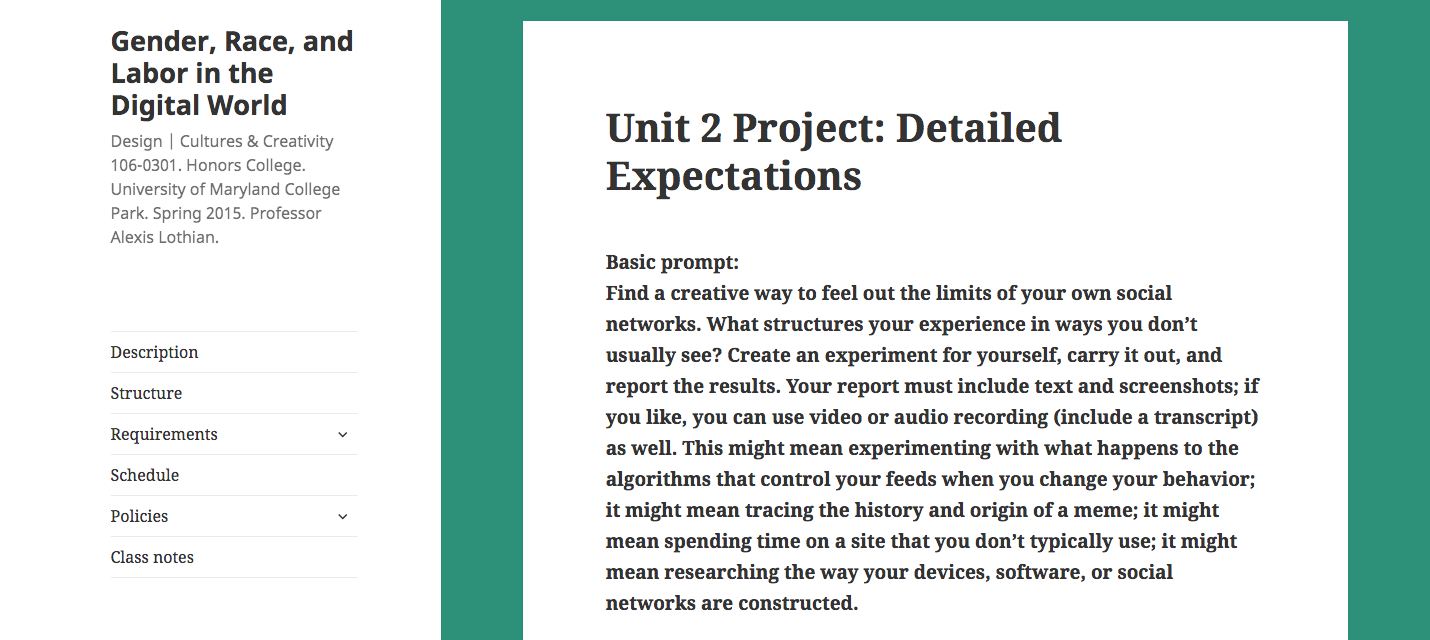 Gender, Race, and
Labor in the
Digital World
Design | Cultures & Creativity
106-0301. Honors College.
University of Maryland College
Park. Spring 2015. Professor
Alexis Lothian.
Description
Structure
Requirements
Schedule
Policies
Class notes
Unit 2 Project: Detailed
Expectations
Basic prompt:
Find a creative way to feel out the limits of your own social
networks. What structures your experience in ways you don’t
usually see? Create an experiment for yourself, carry it out, and
report the results. Your report must include text and screenshots; if
you like, you can use video or audio recording (include a transcript)
as well. This might mean experimenting with what happens to the
algorithms that control your feeds when you change your behavior;
it might mean tracing the history and origin of a meme; it might
mean spending time on a site that you don’t typically use; it might
mean researching the way your devices, software, or social
networks are constructed.